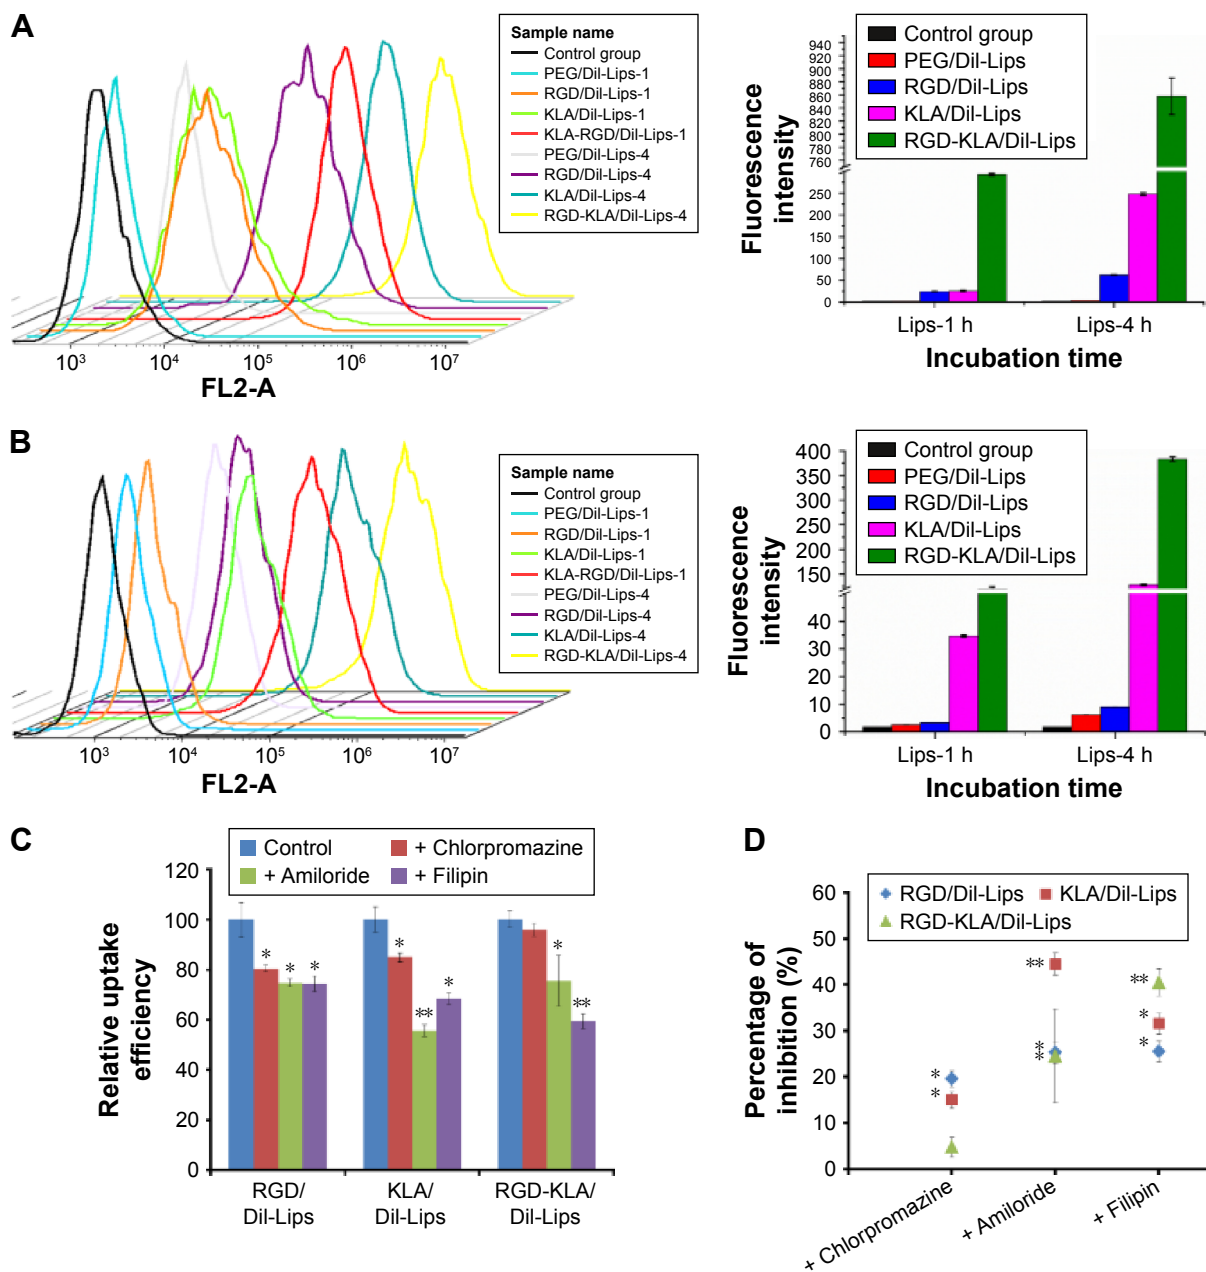 A
Sample name
Control group
PEG/Dil-Lips-1
RGD/Dil-Lips-1
KLA/Dil-Lips-1
KLA-RGD/Dil-Lips-1
PEG/Dil-Lips-4
RGD/Dil-Lips-4
KLA/Dil-Lips-4
RGD-KLA/Dil-Lips-4
10³ 10⁴ 10⁵ 10⁶ 10⁷
FL2-A
Fluorescence
intensity
940
920
900
880
860
840
820
800
780
760
250
200
150
100
50
0
Control group
PEG/Dil-Lips
RGD/Dil-Lips
KLA/Dil-Lips
RGD-KLA/Dil-Lips
Lips-1 h Lips-4 h
Incubation time
B
Sample name
Control group
PEG/Dil-Lips-1
RGD/Dil-Lips-1
KLA/Dil-Lips-1
KLA-RGD/Dil-Lips-1
PEG/Dil-Lips-4
RGD/Dil-Lips-4
KLA/Dil-Lips-4
RGD-KLA/Dil-Lips-4
10³ 10⁴ 10⁵ 10⁶ 10⁷
FL2-A
Fluorescence
intensity
400
350
300
250
200
150
40
30
20
10
0
Control group
PEG/Dil-Lips
RGD/Dil-Lips
KLA/Dil-Lips
RGD-KLA/Dil-Lips
Lips-1 h Lips-4 h
Incubation time
C
Control + Chlorpromazine
+ Amiloride + Filipin
Relative uptake
efficiency
120
100
80
60
40
20
0
* * *
* ** *
* **
RGD/
Dil-Lips
KLA/
Dil-Lips
RGD-KLA/
Dil-Lips
D
RGD/Dil-Lips KLA/Dil-Lips
RGD-KLA/Dil-Lips
Percentage of
inhibition (%)
60
50
40
30
20
10
0
*
*
**
*
*
**
*
*
+ Chlorpromazine
+ Amiloride
+ Filipin